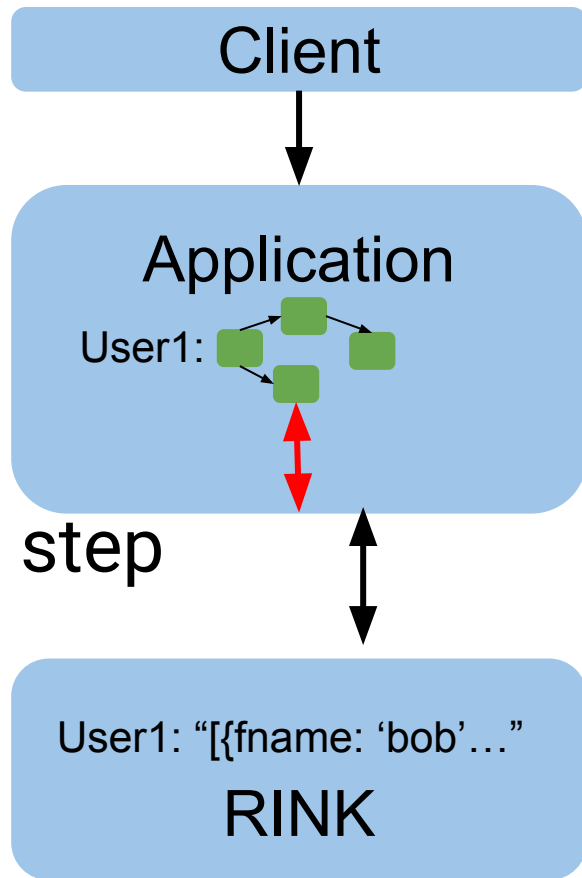 Client
Application
User1:
step
User1: “[{fname: ‘bob’…”
RINK